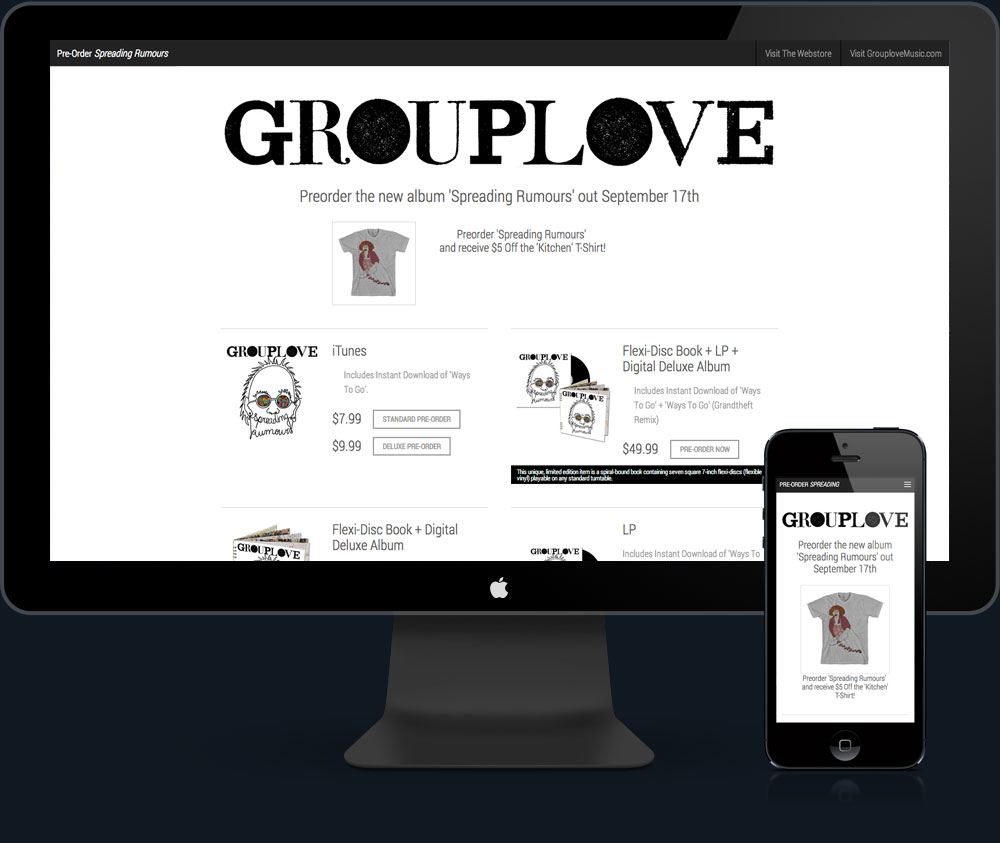 Pre-Order Spreading Rumours
Visit The Webstore
Visit GrouploveMusic.com
GROUPLOVE
Preorder the new album 'Spreading Rumours' out September 17th
Preorder 'Spreading Rumours'
and receive $5 Off the 'Kitchen' T-Shirt!
GROUPLOVE
Spreading
Rumours
iTunes
Includes Instant Download of 'Ways
To Go'.
$7.99 STANDARD PRE-ORDER
$9.99 DELUXE PRE-ORDER
GROUPLOVE
GROUPLOVE
Flexi-Disc Book + LP +
Digital Deluxe Album
Includes Instant Download of 'Ways
To Go' + 'Ways To Go' (Grandtheft
Remix)
$49.99 PRE-ORDER NOW
This unique, limited edition item is a spiral-bound book containing seven square 7-inch flexi-discs (flexible
vinyl) playable on any standard turntable.
GROUPLOVE
Flexi-Disc Book + Digital
Deluxe Album
GROUPLOVE
LP
Includes Instant Download of 'Ways To
PRE-ORDER SPREADING
GROUPLOVE
Preorder the new album
'Spreading Rumours' out
September 17th
Preorder 'Spreading Rumours'
and receive $5 Off the 'Kitchen'
T-Shirt!